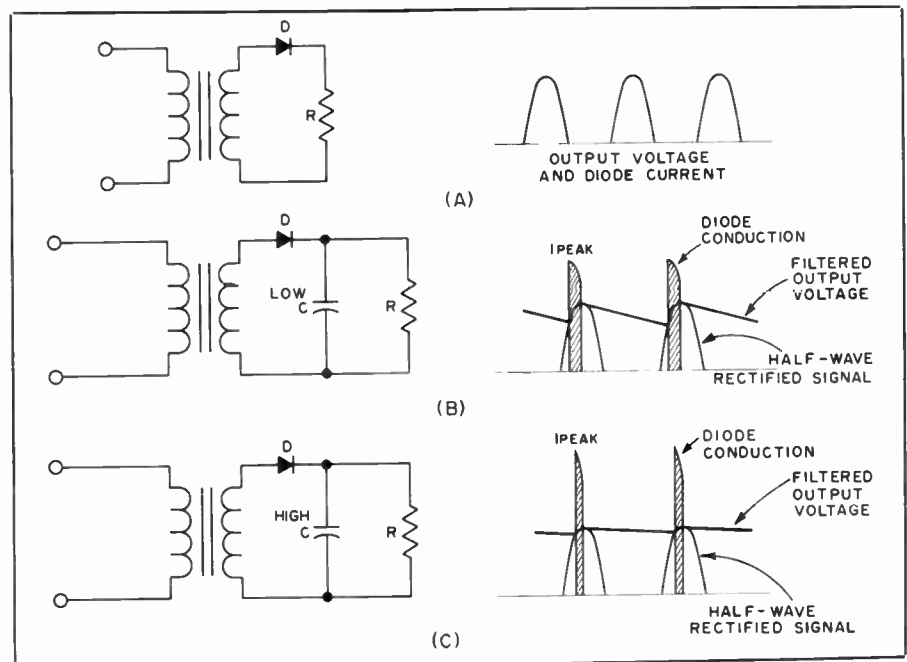 D
R
OUTPUT VOLTAGE
AND DIODE CURRENT
(A)
D
LOW
C
R
IPEAK
DIODE
CONDUCTION
FILTERED
OUTPUT
VOLTAGE
HALF-WAVE
RECTIFIED SIGNAL
(B)
D
HIGH
C
R
IPEAK
DIODE
CONDUCTION
FILTERED
OUTPUT
VOLTAGE
HALF-WAVE
RECTIFIED SIGNAL
(C)